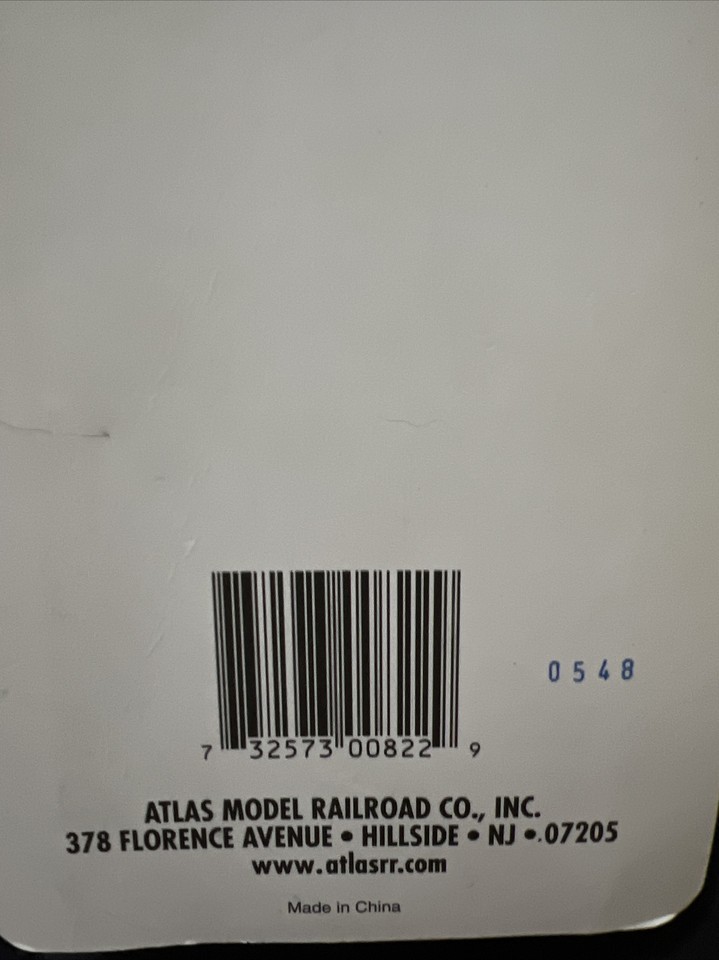 0548
7 32573 00822 9
ATLAS MODEL RAILROAD CO., INC.
378 FLORENCE AVENUE • HILLSIDE • NJ • 07205
www.atlasrr.com
Made in China